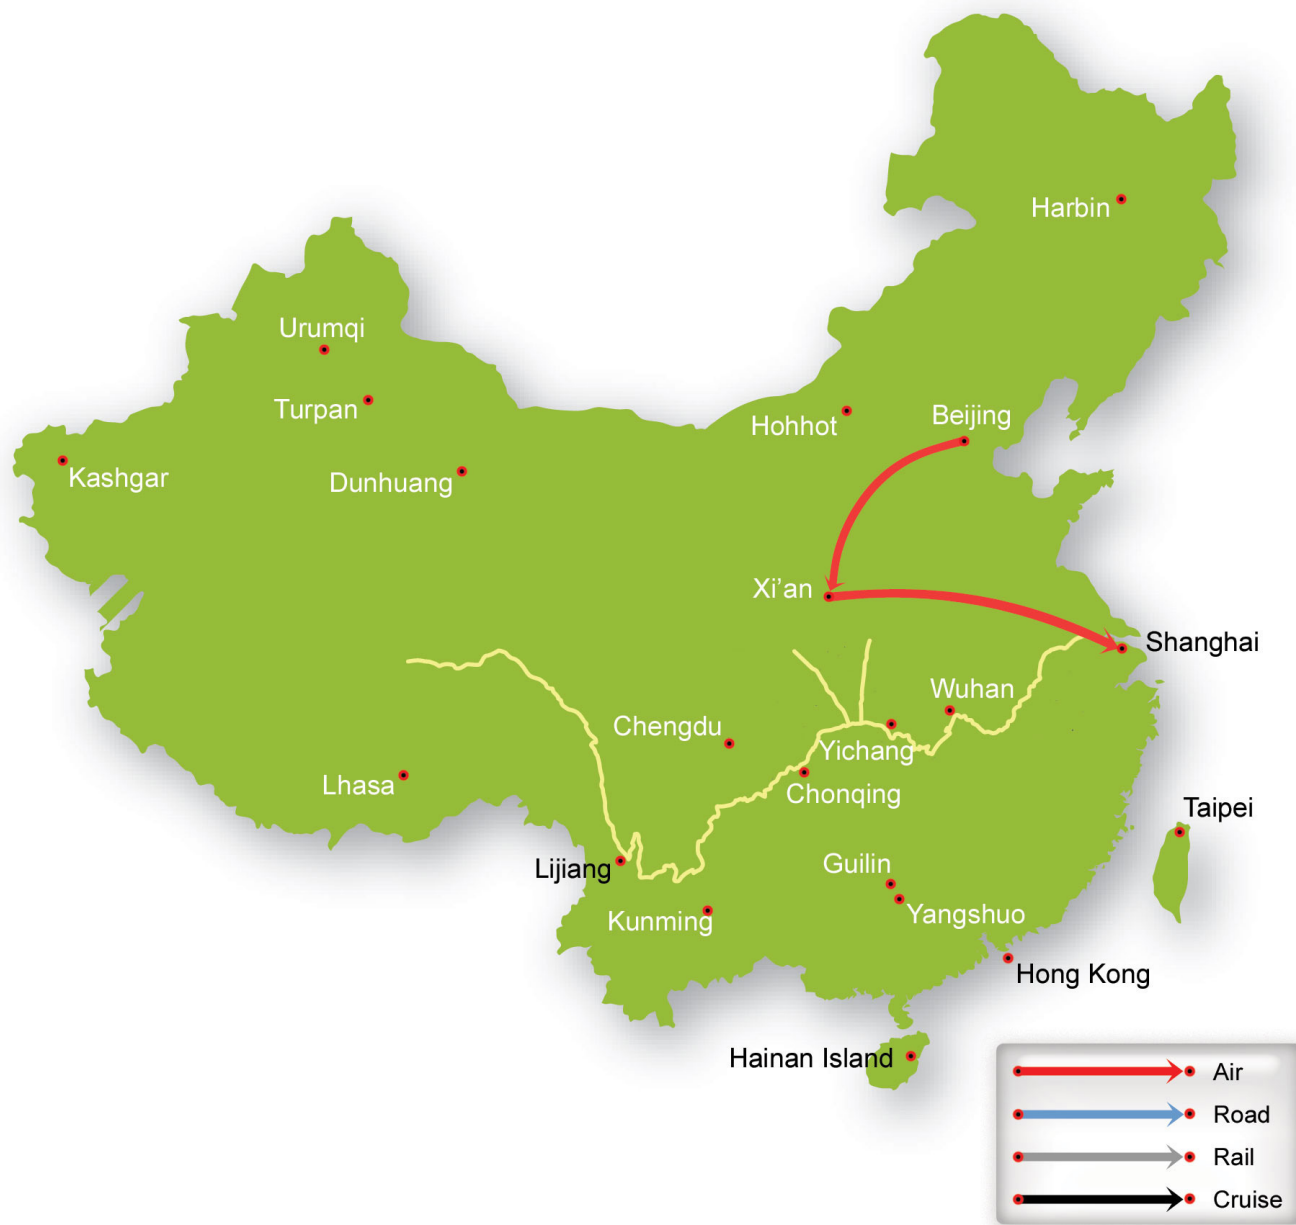 Harbin
Urumqi
Turpan
Hohhot
Beijing
Kashgar
Dunhuang
Xi’an
Shanghai
Wuhan
Chengdu
Yichang
Lhasa
Chonqing
Taipei
Lijiang
Guilin
Kunming
Yangshuo
Hong Kong
Hainan Island
Air
Road
Rail
Cruise